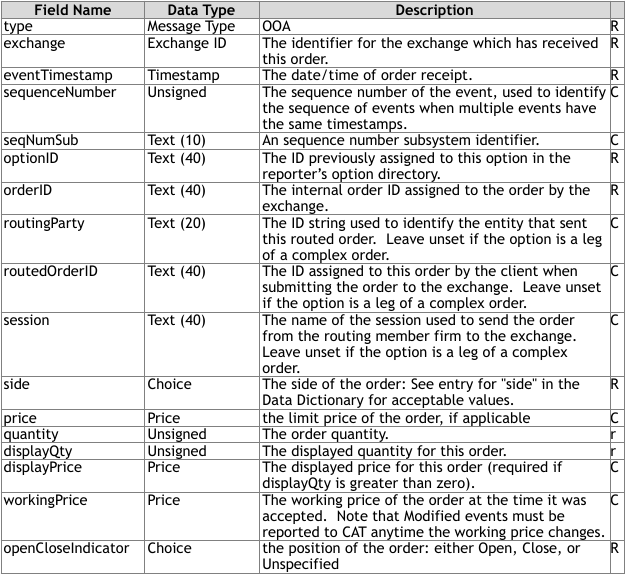 Field Name Data Type Description
type Message Type OOA R
exchange Exchange ID The identifier for the exchange which has received R
this order.
eventTimestamp Timestamp The date/time of order receipt. R
sequenceNumber Unsigned The sequence number of the event, used to identify C
the sequence of events when multiple events have
the same timestamps.
seqNumSub Text (10) An sequence number subsystem identifier. C
optionID Text (40) The ID previously assigned to this option in the R
reporter's option directory.
orderID Text (40) The internal order ID assigned to the order by the R
exchange.
routingParty Text (20) The ID string used to identify the entity that sent C
this routed order. Leave unset if the option is a leg
of a complex order.
routedOrderID Text (40) The ID assigned to this order by the client when C
submitting the order to the exchange. Leave unset
if the option is a leg of a complex order.
session Text (40) The name of the session used to send the order C
from the routing member firm to the exchange.
Leave unset if the option is a leg of a complex
order.
side Choice The side of the order: See entry for "side" in the R
Data Dictionary for acceptable values.
price Price the limit price of the order, if applicable C
quantity Unsigned The order quantity. r
displayQty Unsigned The displayed quantity for this order. r
displayPrice Price The displayed price for this order (required if C
displayQty is greater than zero).
workingPrice Price The working price of the order at the time it was C
accepted. Note that Modified events must be
reported to CAT anytime the working price changes.
openCloseIndicator Choice the position of the order: either Open, Close, or R
Unspecified